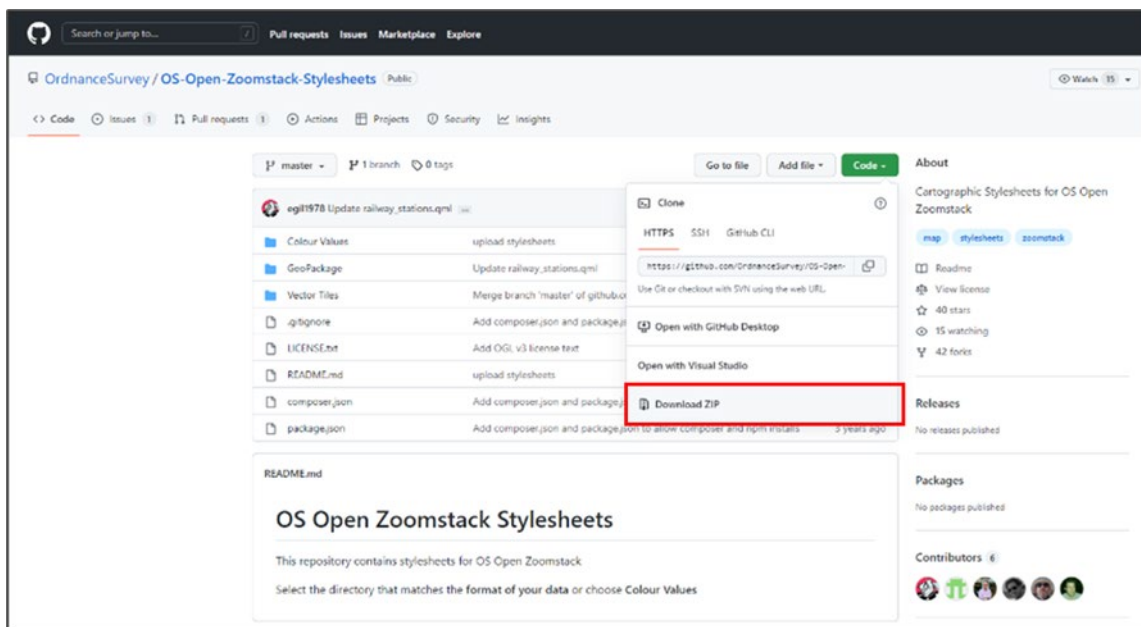 Search or jump to... / Pull requests Issues Marketplace Explore
OrdnanceSurvey / OS-Open-Zoomstack-Stylesheets Public
Watch 15
<> Code Issues 1 Pull requests 1 Actions Projects Security Insights
master 1 branch 0 tags
Go to file Add file Code
egil1978 Update railway_stations.qml ...
Colour Values upload stylesheets
GeoPackage Update railway_stations.qml
Vector Tiles Merge branch 'master' of github.co
.gitignore Add composer.json and package.js
LICENSE.txt Add OGL v3 license text
README.md upload stylesheets
composer.json Add composer.json and package.js
package.json Add composer.json and package.json to allow composer and npm installs 5 years ago
Clone
HTTPS SSH GitHub CLI
https://github.com/OrdnanceSurvey/OS-Open-
Use Git or checkout with SVN using the web URL.
Open with GitHub Desktop
Open with Visual Studio
Download ZIP
README.md
OS Open Zoomstack Stylesheets
This repository contains stylesheets for OS Open Zoomstack
Select the directory that matches the format of your data or choose Colour Values
About
Cartographic Stylesheets for OS Open
Zoomstack
map stylesheets zoomstack
Readme
View license
40 stars
15 watching
42 forks
Releases
No releases published
Packages
No packages published
Contributors 6